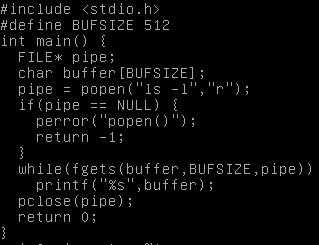 #include <stdio.h>
#define BUFSIZE 512
int main() {
  FILE* pipe;
  char buffer[BUFSIZE];
  pipe = popen("ls -l","r");
  if(pipe == NULL) {
    perror("popen()");
    return -1;
  }
  while(fgets(buffer,BUFSIZE,pipe))
    printf("%s",buffer);
  pclose(pipe);
  return 0;
}